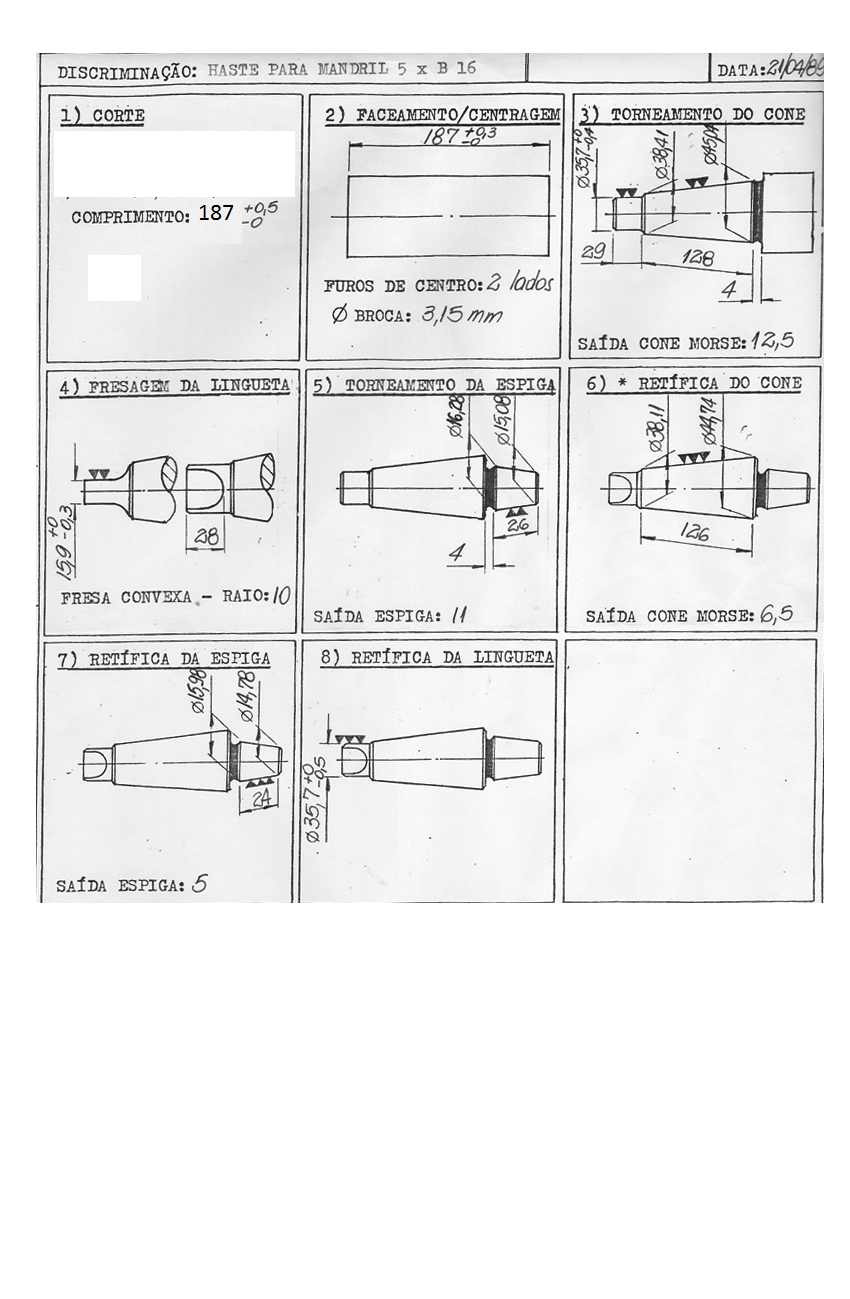 DISCRIMINAÇÃO: HASTE PARA MANDRIL 5 x B 16
DATA: 21/04/89
1) CORTE
COMPRIMENTO: 187 +0,5 -0
2) FACEAMENTO/CENTRAGEM
187 +0,3 -0
FUROS DE CENTRO: 2 lados
Ø BROCA: 3,15 mm
3) TORNEAMENTO DO CONE
Ø35,7 +0 -0,4
Ø38,41
Ø45,04
29
128
4
SAÍDA CONE MORSE: 12,5
4) FRESAGEM DA LINGUETA
15,9 +0 -0,3
28
FRESA CONVEXA - RAIO: 10
5) TORNEAMENTO DA ESPIGA
Ø16,28
Ø15,08
26
4
SAÍDA ESPIGA: 11
6) * RETÍFICA DO CONE
Ø38,11
Ø44,74
126
SAÍDA CONE MORSE: 6,5
7) RETÍFICA DA ESPIGA
Ø15,98
Ø14,78
24
SAÍDA ESPIGA: 5
8) RETÍFICA DA LINGUETA
Ø35,7 +0 -0,5